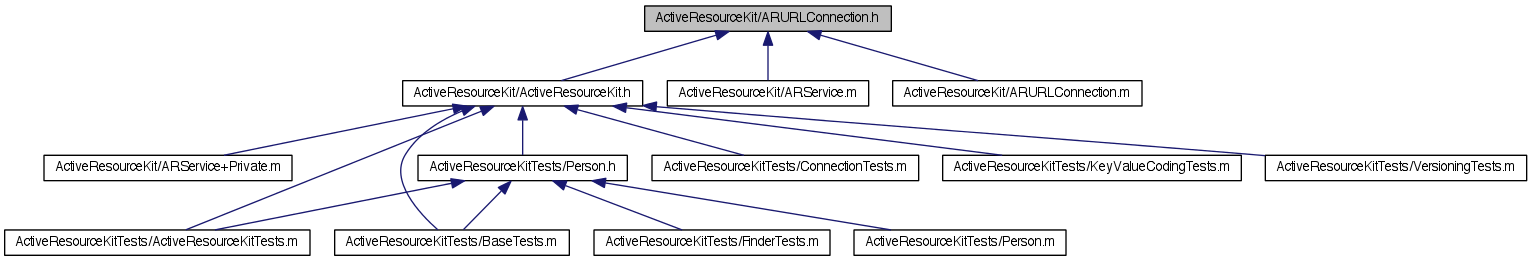 ActiveResourceKit/ARURLConnection.h
ActiveResourceKit/ActiveResourceKit.h
ActiveResourceKit/ARService.m
ActiveResourceKit/ARURLConnection.m
ActiveResourceKit/ARService+Private.m
ActiveResourceKitTests/Person.h
ActiveResourceKitTests/ConnectionTests.m
ActiveResourceKitTests/KeyValueCodingTests.m
ActiveResourceKitTests/VersioningTests.m
ActiveResourceKitTests/ActiveResourceKitTests.m
ActiveResourceKitTests/BaseTests.m
ActiveResourceKitTests/FinderTests.m
ActiveResourceKitTests/Person.m